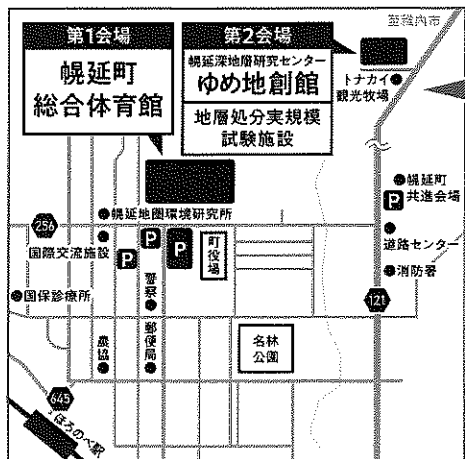 至稚内市
第1会場
幌延町
総合体育館
第2会場
幌延深地層研究センター
ゆめ地創館
地層処分実規模
試験施設
トナカイ
観光牧場
幌延町
共進会場
P
幌延地圏環境研究所
256
国際交流施設
P
P
P
町役場
道路センター
消防署
国保診療所
警察
121
農協
郵便局
名林
公園
645
ほろのべ駅